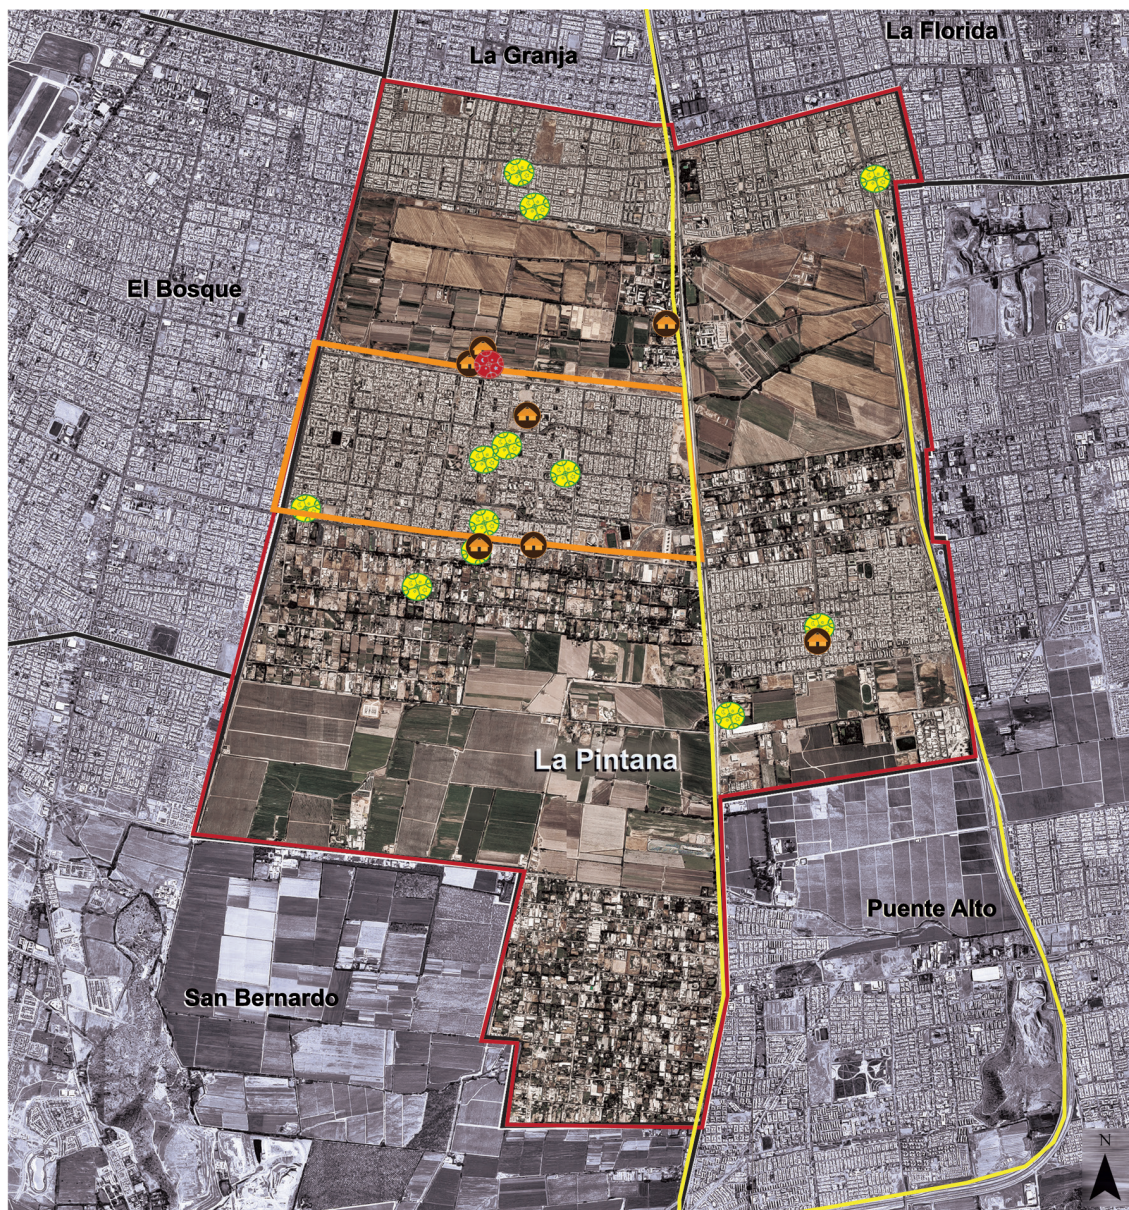 La Florida
La Granja
El Bosque
La Pintana
Puente Alto
San Bernardo
N